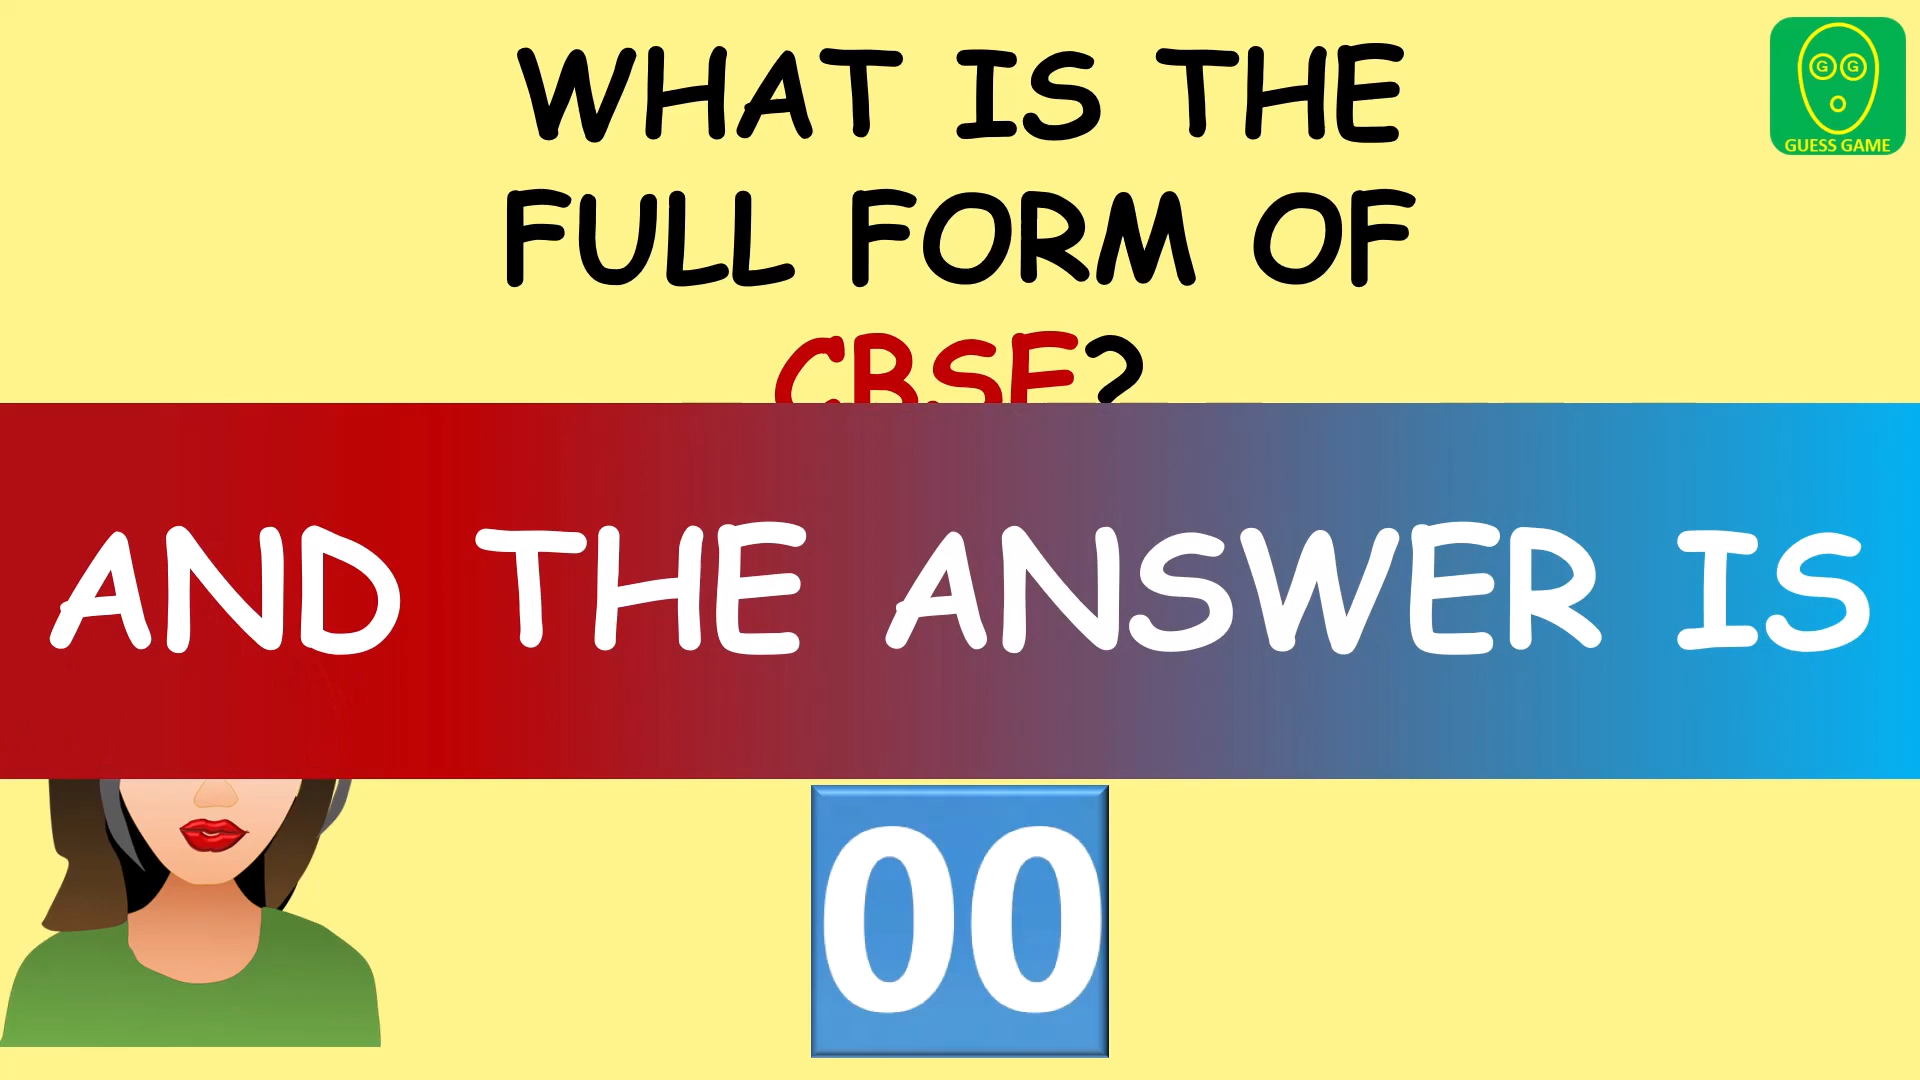 WHAT IS THE
FULL FORM OF
CBSE?
AND THE ANSWER IS
00
G G
GUESS GAME